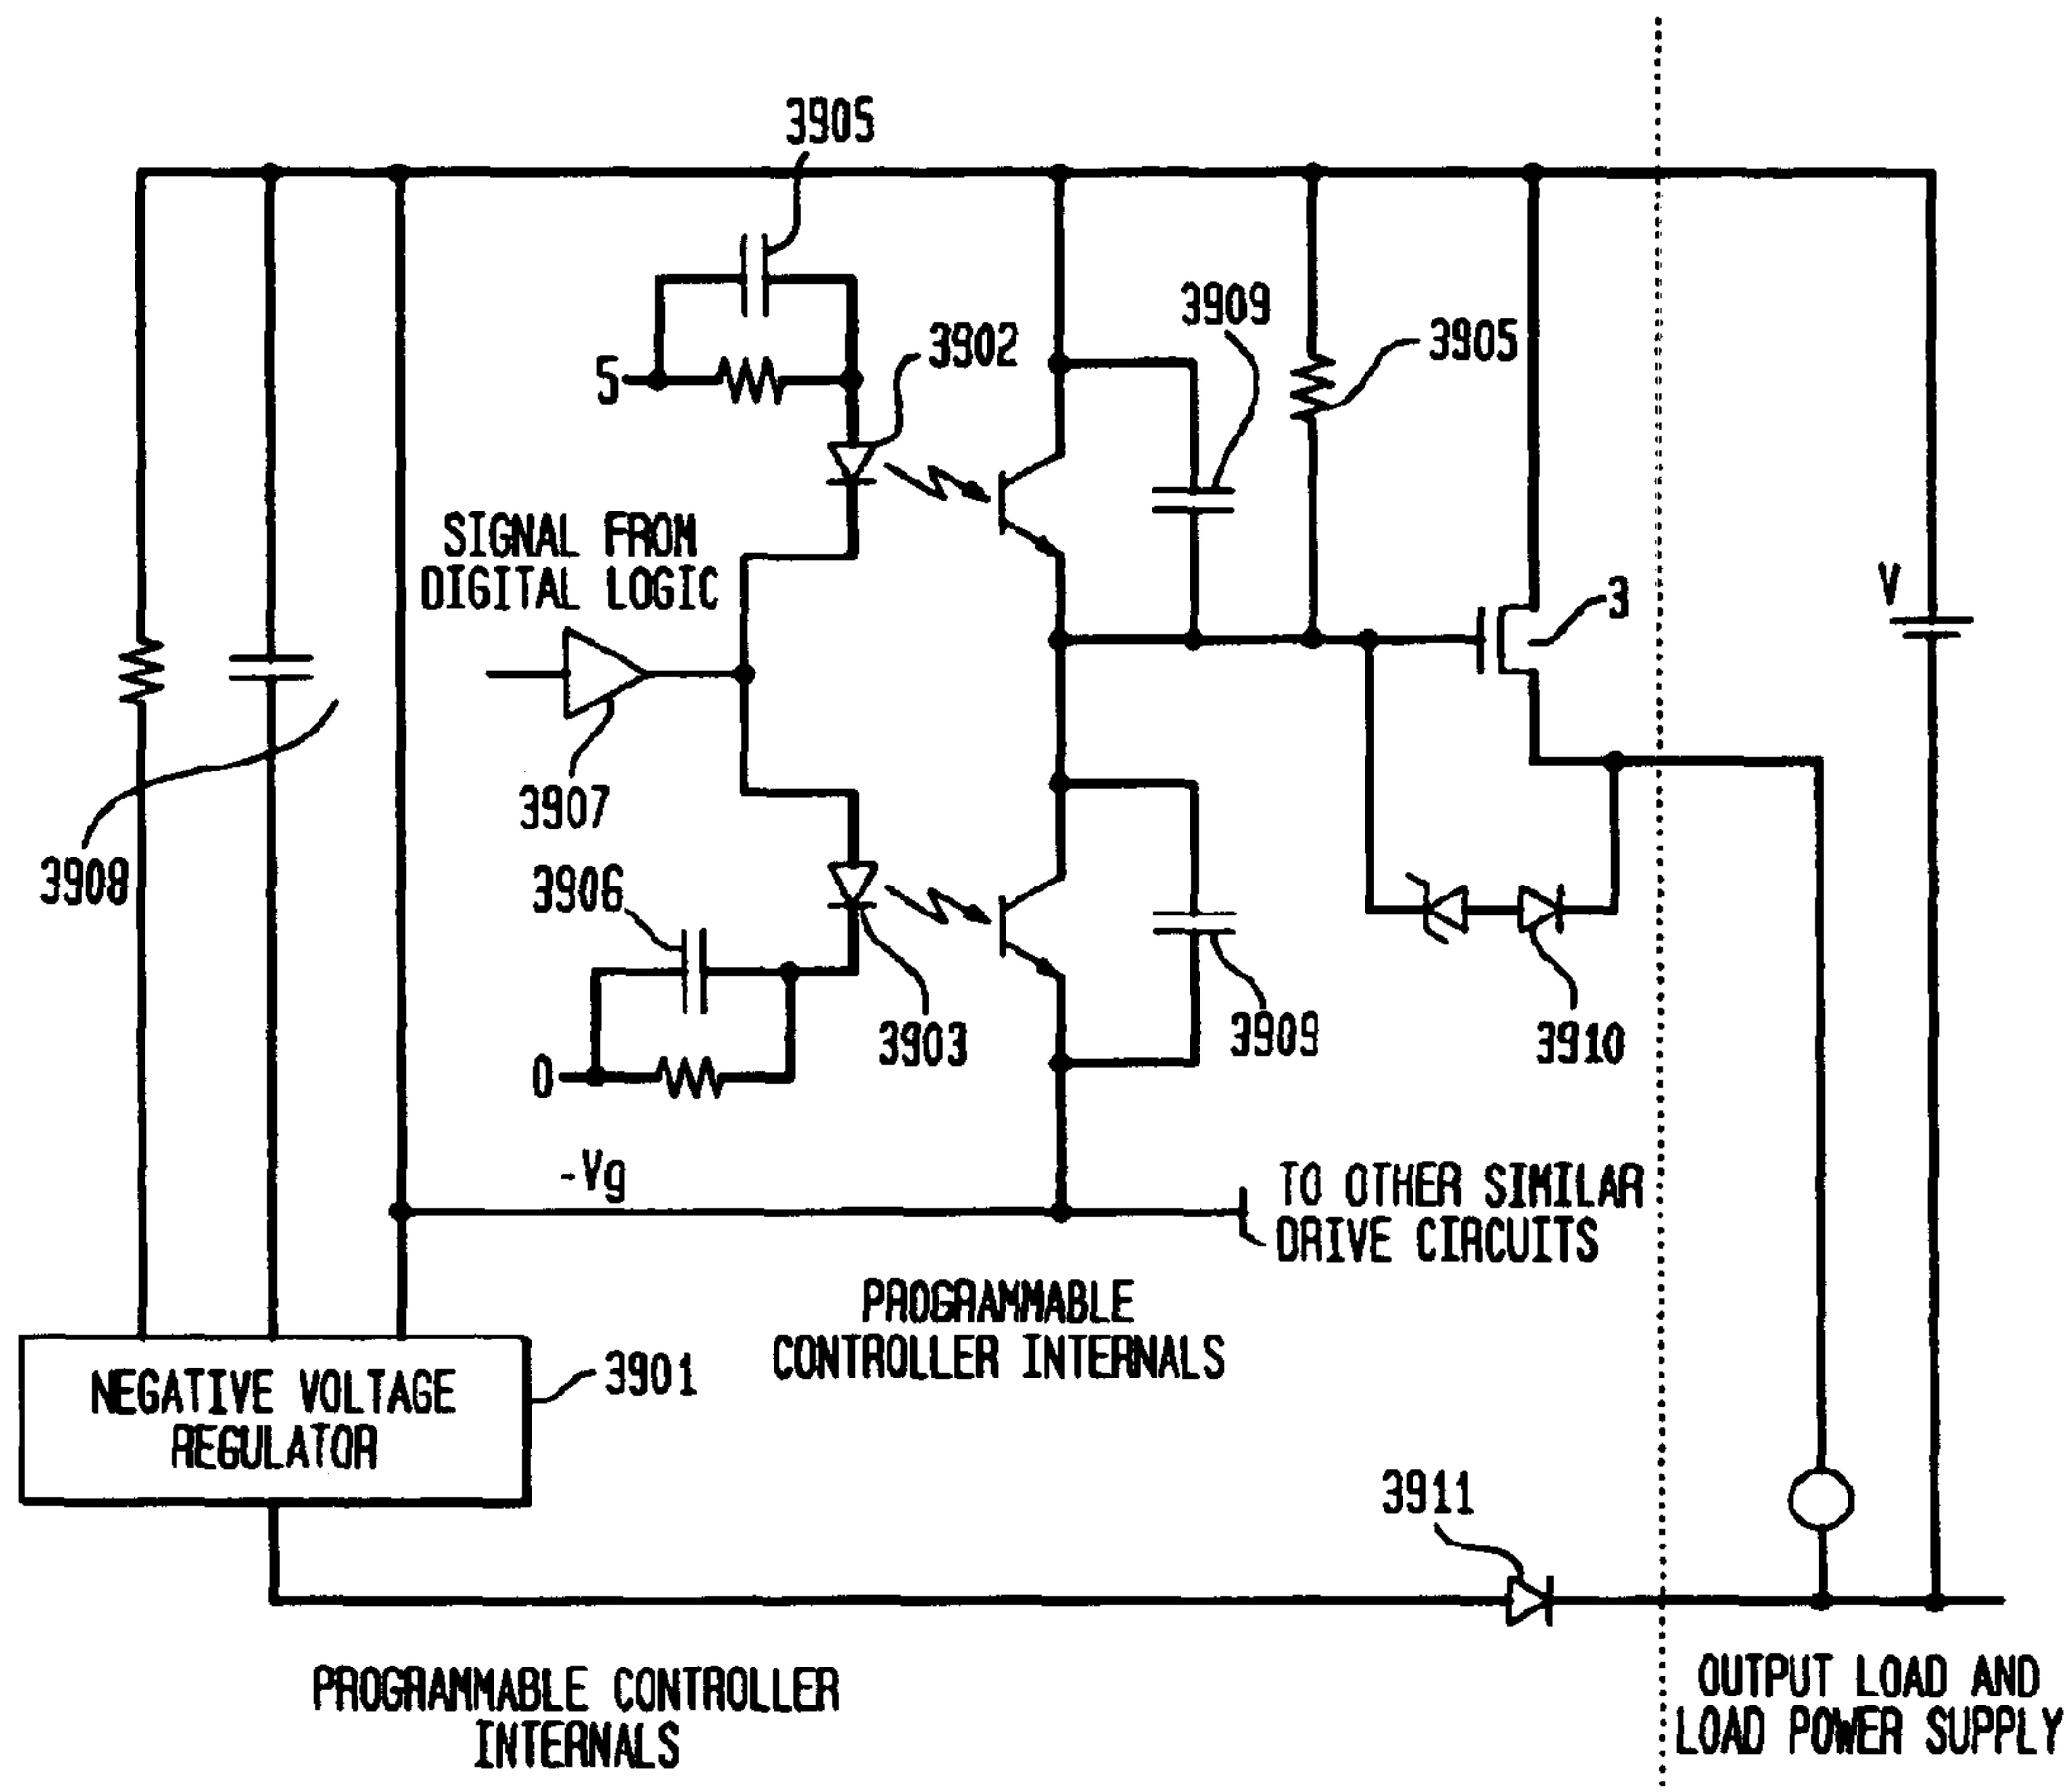 3905
3909
3902
3905
5
SIGNAL FROM
DIGITAL LOGIC
V
3
3907
3908
3906
3903
3909
3910
0
-Vg
TO OTHER SIMILAR
DRIVE CIRCUITS
PROGRAMMABLE
CONTROLLER INTERNALS
NEGATIVE VOLTAGE
REGULATOR
3901
3911
PROGRAMMABLE CONTROLLER
INTERNALS
OUTPUT LOAD AND
LOAD POWER SUPPLY